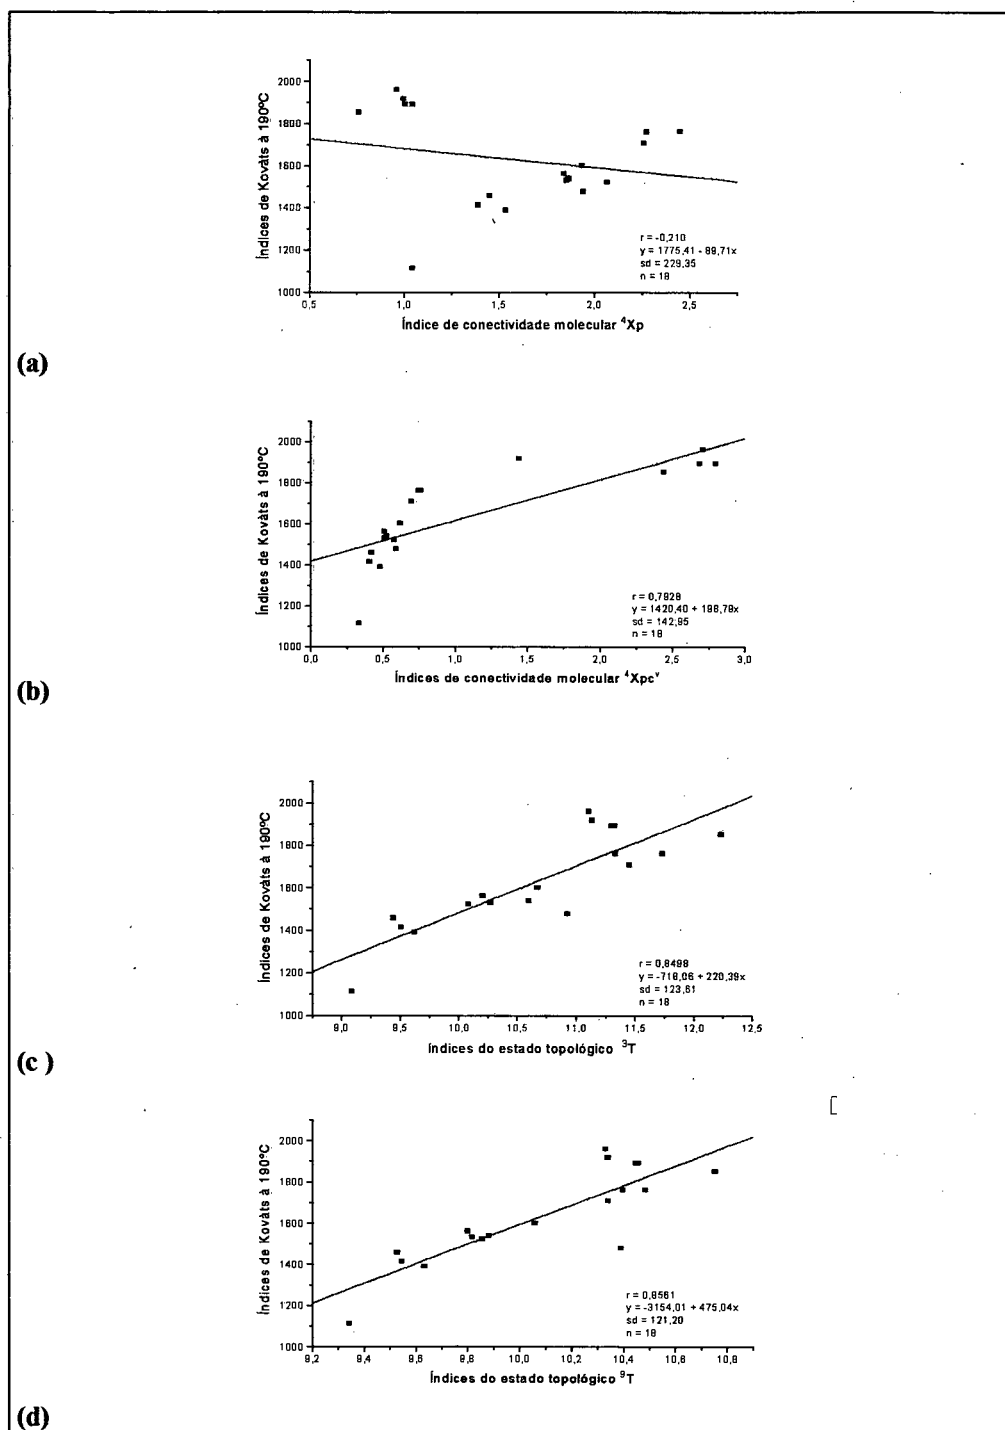 Índices de Kovàts à 190ºC
2000
1800
1600
1400
1200
1000
0,5 1,0 1,5 2,0 2,5
r = -0,210
y = 1775,41 - 89,71x
sd = 229,35
n = 18
Índice de conectividade molecular ⁴Xp
(a)
Índices de Kovàts à 190ºC
2000
1800
1600
1400
1200
1000
0,0 0,5 1,0 1,5 2,0 2,5 3,0
r = 0,7828
y = 1420,40 + 198,79x
sd = 142,95
n = 18
Índices de conectividade molecular ⁴Xpcᵛ
(b)
Índices de Kovàts à 190ºC
2000
1800
1600
1400
1200
1000
9,0 9,5 10,0 10,5 11,0 11,5 12,0 12,5
r = 0,8498
y = -718,06 + 220,39x
sd = 123,61
n = 18
Índices do estado topológico ³T
(c )
Índices de Kovàts à 190ºC
2000
1800
1600
1400
1200
1000
9,2 9,4 9,6 9,8 10,0 10,2 10,4 10,6 10,8
r = 0,8561
y = -3154,01 + 475,04x
sd = 121,20
n = 18
Índices do estado topológico ⁹T
(d)